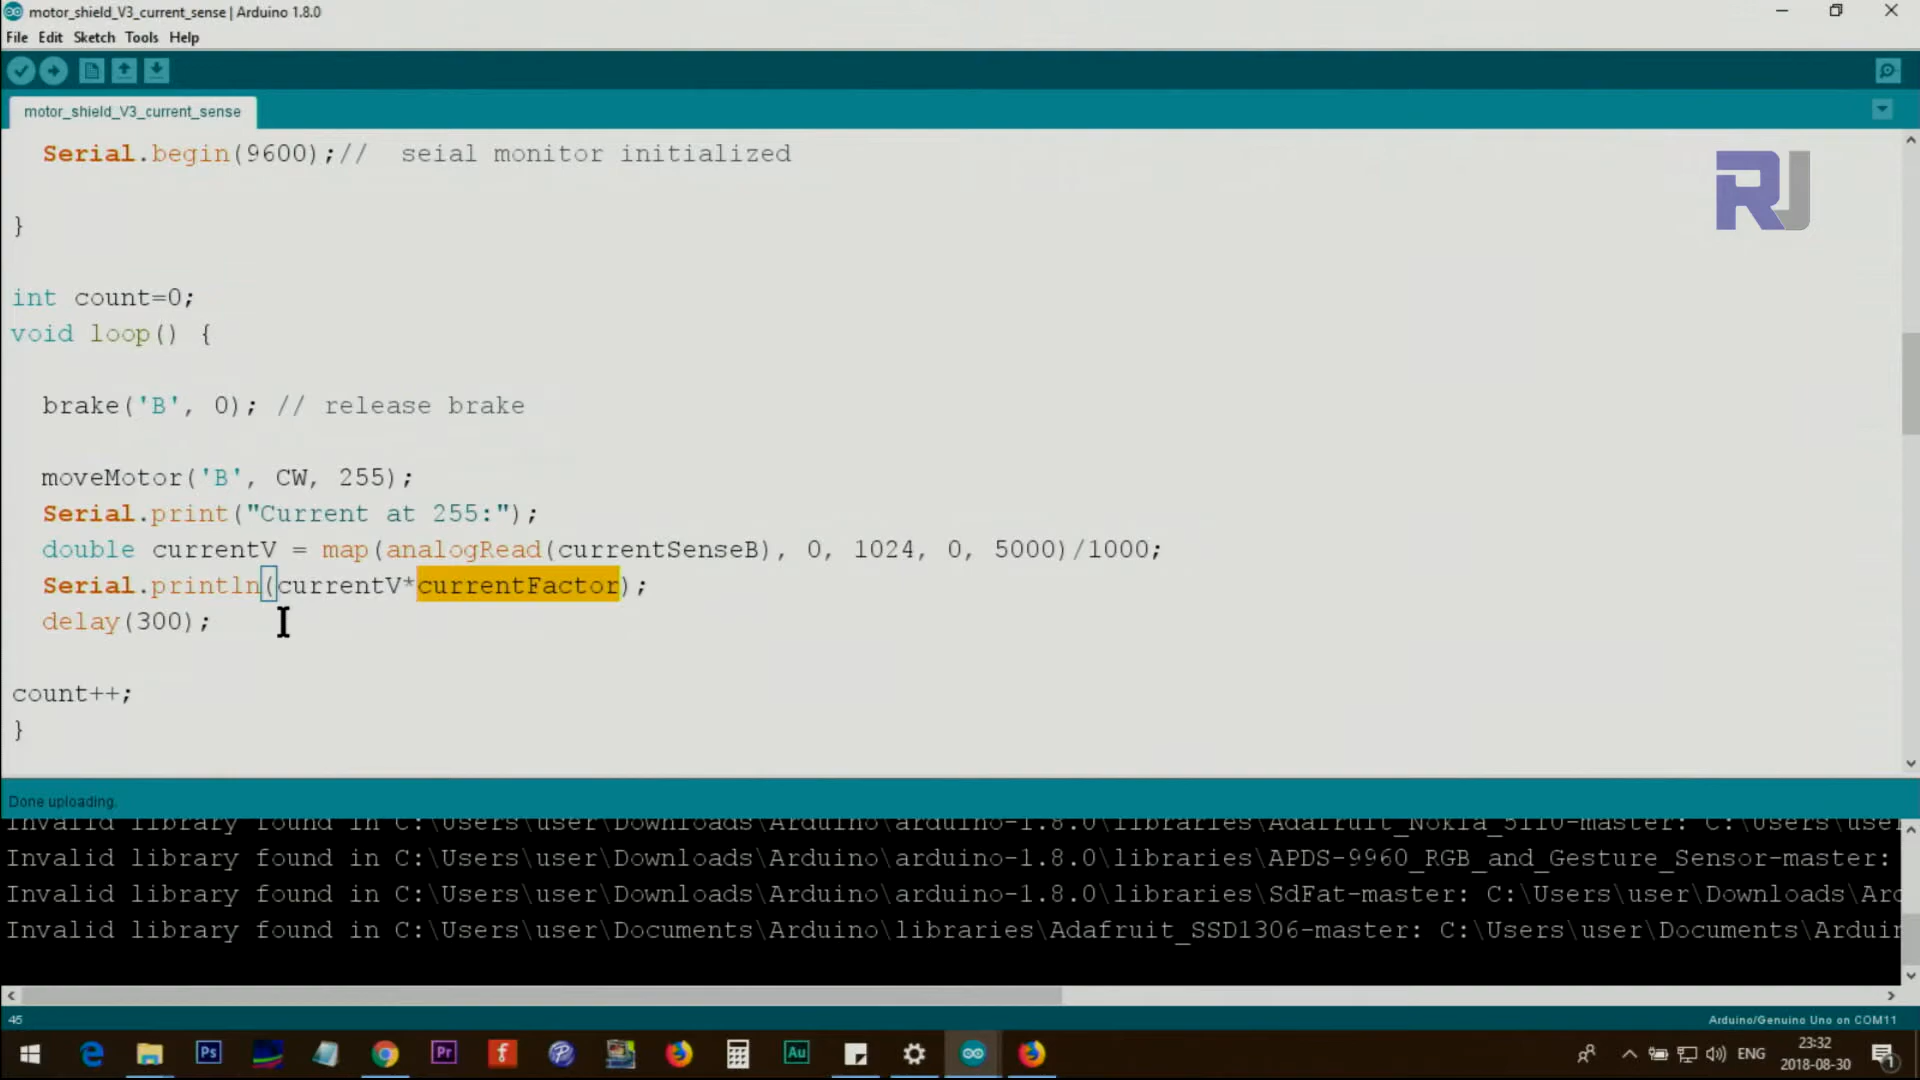 motor_shield_V3_current_sense | Arduino 1.8.0
File Edit Sketch Tools Help
motor_shield_V3_current_sense
Serial.begin(9600);//  seial monitor initialized
RJ
}
int count=0;
void loop() {
brake('B', 0); // release brake
moveMotor('B', CW, 255);
Serial.print("Current at 255:");
double currentV = map(analogRead(currentSenseB), 0, 1024, 0, 5000)/1000;
Serial.println(currentV*currentFactor);
delay(300);
count++;
}
Done uploading.
Invalid library found in C:\Users\user\Downloads\Arduino\arduino-1.8.0\libraries\Adafruit_Nokia_5110-master: C:\Users\user
Invalid library found in C:\Users\user\Downloads\Arduino\arduino-1.8.0\libraries\APDS-9960_RGB_and_Gesture_Sensor-master:
Invalid library found in C:\Users\user\Downloads\Arduino\arduino-1.8.0\libraries\SdFat-master: C:\Users\user\Downloads\Ard
Invalid library found in C:\Users\user\Documents\Arduino\libraries\Adafruit_SSD1306-master: C:\Users\user\Documents\Arduin
45
Arduino/Genuino Uno on COM11
Ps
Pr
Au
ENG
23:32
2018-08-30
1